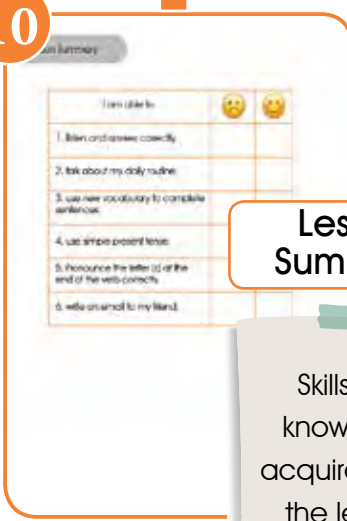 10
Summary
I am able to
1. listen and answer correctly.
2. talk about my daily routine.
3. use new vocabulary to complete
sentences.
4. use simple present tense.
5. Pronounce the letter (s) at the
end of the verb correctly.
6. write an email to my friend.
Les
Sum
Skills
know
acquire
the le